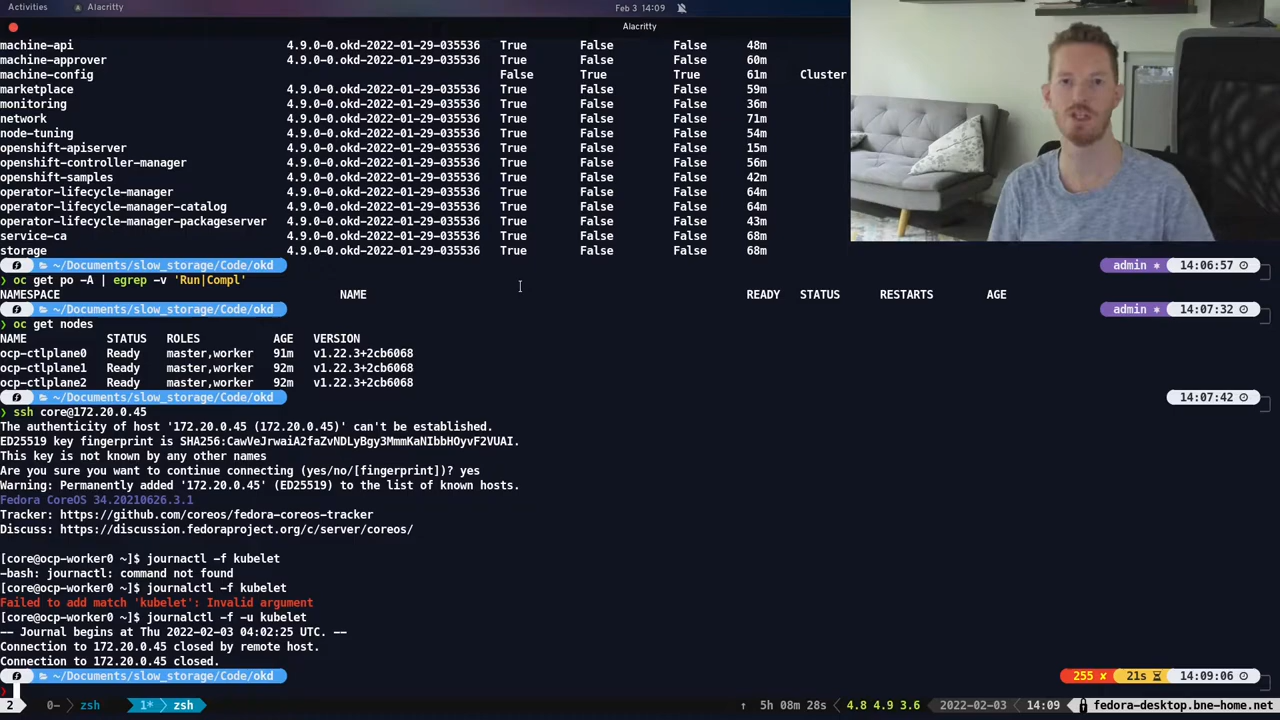 Activities Alacritty Feb 3 14:09
Alacritty
machine-api 4.9.0-0.okd-2022-01-29-035536 True False False 48m
machine-approver 4.9.0-0.okd-2022-01-29-035536 True False False 60m
machine-config False True True 61m Cluster
marketplace 4.9.0-0.okd-2022-01-29-035536 True False False 59m
monitoring 4.9.0-0.okd-2022-01-29-035536 True False False 36m
network 4.9.0-0.okd-2022-01-29-035536 True False False 71m
node-tuning 4.9.0-0.okd-2022-01-29-035536 True False False 54m
openshift-apiserver 4.9.0-0.okd-2022-01-29-035536 True False False 15m
openshift-controller-manager 4.9.0-0.okd-2022-01-29-035536 True False False 56m
openshift-samples 4.9.0-0.okd-2022-01-29-035536 True False False 42m
operator-lifecycle-manager 4.9.0-0.okd-2022-01-29-035536 True False False 64m
operator-lifecycle-manager-catalog 4.9.0-0.okd-2022-01-29-035536 True False False 64m
operator-lifecycle-manager-packageserver 4.9.0-0.okd-2022-01-29-035536 True False False 43m
service-ca 4.9.0-0.okd-2022-01-29-035536 True False False 68m
storage 4.9.0-0.okd-2022-01-29-035536 True False False 68m
~/Documents/slow_storage/Code/okd admin 14:06:57
❯ oc get po -A | egrep -v 'Run|Compl'
NAMESPACE NAME READY STATUS RESTARTS AGE
~/Documents/slow_storage/Code/okd admin 14:07:32
❯ oc get nodes
NAME STATUS ROLES AGE VERSION
ocp-ctlplane0 Ready master,worker 91m v1.22.3+2cb6068
ocp-ctlplane1 Ready master,worker 92m v1.22.3+2cb6068
ocp-ctlplane2 Ready master,worker 92m v1.22.3+2cb6068
~/Documents/slow_storage/Code/okd 14:07:42
❯ ssh core@172.20.0.45
The authenticity of host '172.20.0.45 (172.20.0.45)' can't be established.
ED25519 key fingerprint is SHA256:CawVeJrwaiA2faZvNDLyBgy3MmmKaNIbbHOyvF2VUAI.
This key is not known by any other names
Are you sure you want to continue connecting (yes/no/[fingerprint])? yes
Warning: Permanently added '172.20.0.45' (ED25519) to the list of known hosts.
Fedora CoreOS 34.20210626.3.1
Tracker: https://github.com/coreos/fedora-coreos-tracker
Discuss: https://discussion.fedoraproject.org/c/server/coreos/
[core@ocp-worker0 ~]$ journactl -f kubelet
-bash: journactl: command not found
[core@ocp-worker0 ~]$ journalctl -f kubelet
Failed to add match 'kubelet': Invalid argument
[core@ocp-worker0 ~]$ journalctl -f -u kubelet
-- Journal begins at Thu 2022-02-03 04:02:25 UTC. --
Connection to 172.20.0.45 closed by remote host.
Connection to 172.20.0.45 closed.
~/Documents/slow_storage/Code/okd 255 ✘ 21s 14:09:06
❯
2 0- zsh 1* zsh ↑ 5h 08m 28s 4.8 4.9 3.6 2022-02-03 14:09 fedora-desktop.bne-home.net